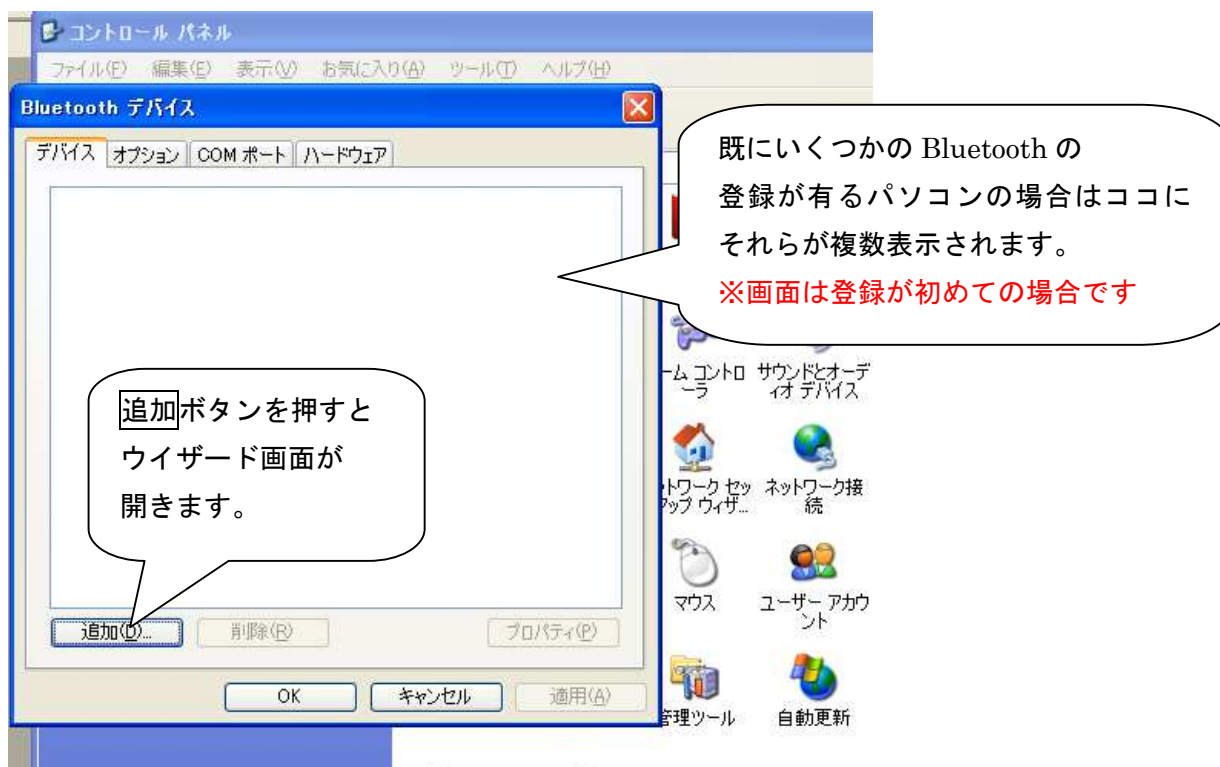 コントロール パネル
ファイル(F) 編集(E) 表示(V) お気に入り(A) ツール(T) ヘルプ(H)
Bluetooth デバイス
デバイス オプション COM ポート ハードウェア
既にいくつかの Bluetooth の
登録が有るパソコンの場合はココに
それらが複数表示されます。
※画面は登録が初めての場合です
追加ボタンを押すと
ウイザード画面が
開きます。
ーム コントロ
ーラ
サウンドとオーデ
ィオ デバイス
トワーク セッ
アップ ウィザ...
ネットワーク接
続
マウス
ユーザー アカウ
ント
管理ツール
自動更新
追加(D)... 削除(R) プロパティ(P)
OK キャンセル 適用(A)